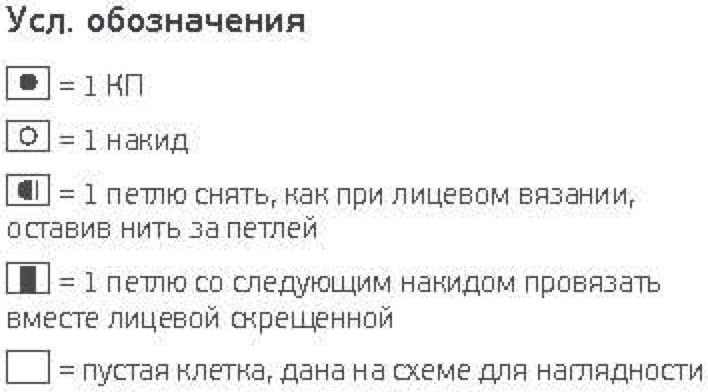 Усл. обозначения
= 1 КП
= 1 накид
= 1 петлю снять, как при лицевом вязании,
оставив нить за петлей
= 1 петлю со следующим накидом провязать
вместе лицевой скрещенной
= пустая клетка, дана на схеме для наглядности